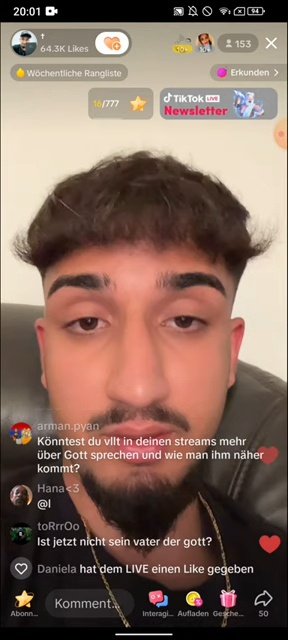 20:01
94
†
64.3K Likes
10+
153
Wöchentliche Rangliste
Erkunden >
16/777
TikTok LIVE
Newsletter
arman.pyan
Könntest du vllt in deinen streams mehr
über Gott sprechen und wie man ihm näher
kommt?
Hana<3
@l
toRrrOo
Ist jetzt nicht sein vater der gott?
Daniela hat dem LIVE einen Like gegeben
Abonn...
Komment...
Interagi...
Aufladen
Gesche...
50